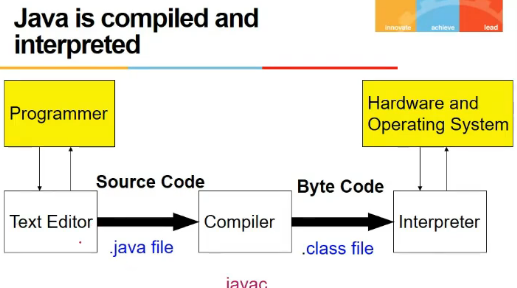 Java is compiled and
interpreted
innovate achieve lead
Programmer
Hardware and
Operating System
Source Code
Byte Code
Text Editor
Compiler
Interpreter
.java file
.class file
javac